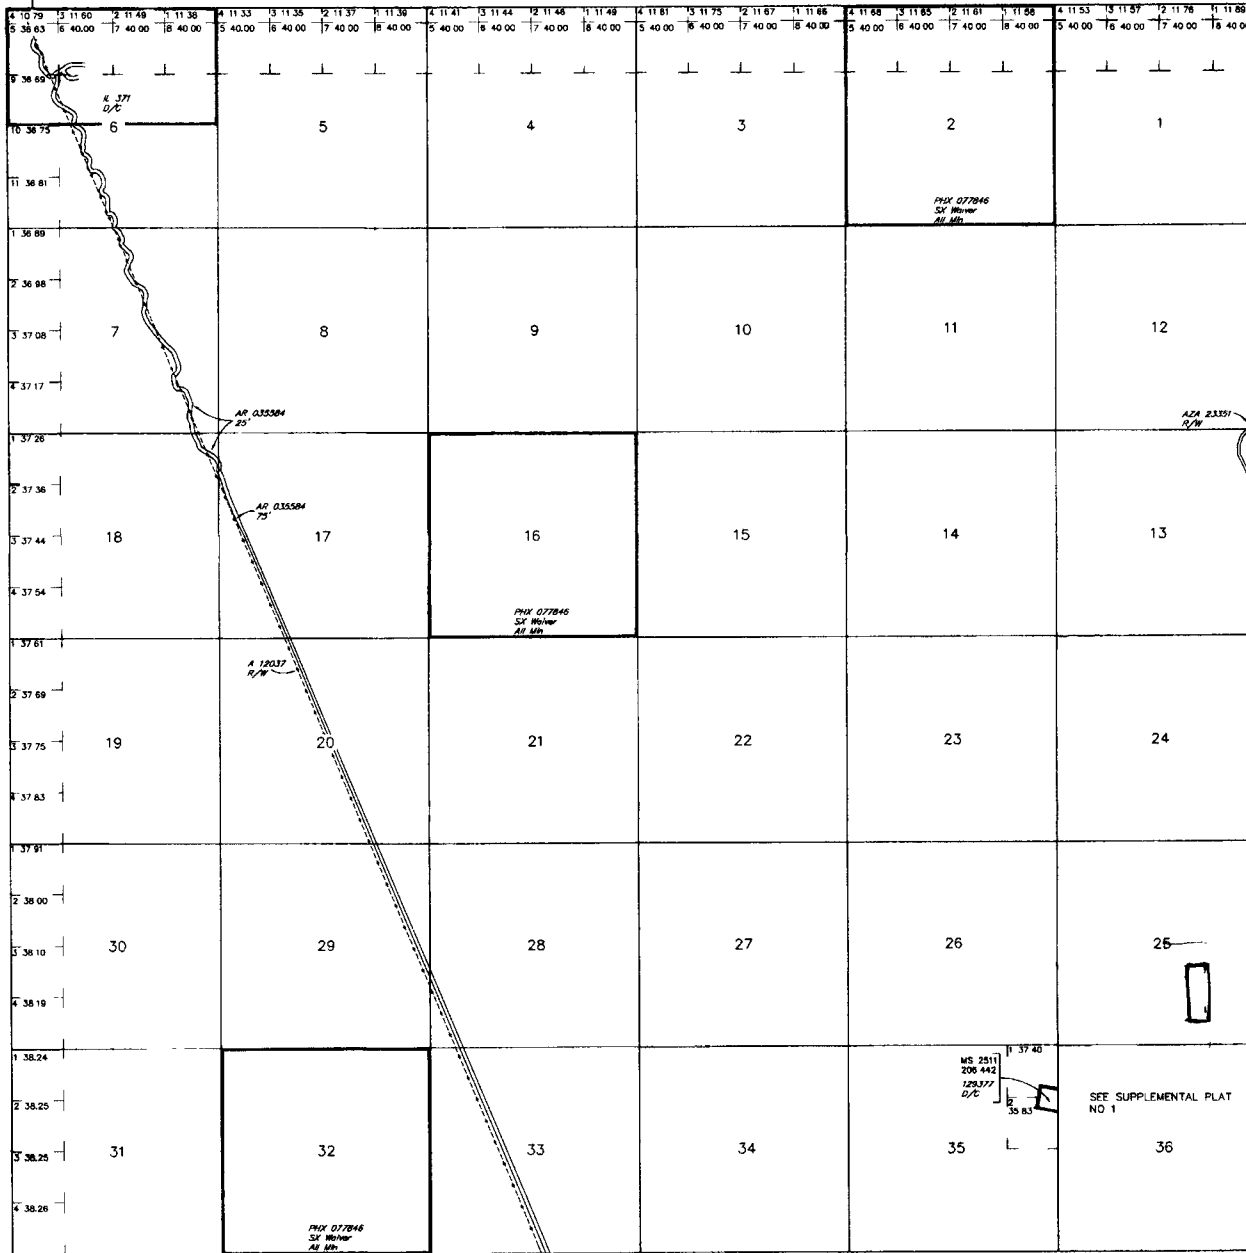 4 10 79 3 11 60 2 11 49 1 11 38 4 11 33 3 11 35 2 11 37 1 11 39 4 11 41 3 11 44 2 11 46 1 11 49 4 11 81 3 11 75 2 11 67 1 11 66 4 11 68 3 11 65 2 11 61 1 11 58 4 11 53 3 11 57 2 11 76 1 11 89
5 36 63 6 40.00 7 40 00 8 40 00 5 40.00 6 40 00 7 40 00 8 40.00 5 40 00 6 40 00 7 40 00 8 40 00 5 40 00 6 40 00 7 40 00 8 40 00 5 40 00 6 40 00 7 40 00 8 40 00 5 40 00 6 40 00 7 40 00 8 40 00
9 36 69
IL 371
D/C
10 36 75
6 5 4 3 2 1
11 36 81
PHX 077846
SX Waiver
All Min
1 36 89
2 36 98
3 37 08
7 8 9 10 11 12
4 37 17
AR 035584
25'
AZA 23351
R/W
1 37 26
2 37 36
AR 035584
75'
3 37 44
18 17 16 15 14 13
4 37 54
PHX 077846
SX Waiver
All Min
1 37 61
A 12037
R/W
2 37 69
3 37 75
19 20 21 22 23 24
4 37 83
1 37 91
2 38 00
3 38 10
30 29 28 27 26 25
4 38 19
1 38.24
1 37 40
MS 2511
206 442
129377
D/C
2 38.25
2
35 83
SEE SUPPLEMENTAL PLAT
NO 1
3 38.25
31 32 33 34 35 36
4 38.26
PHX 077846
SX Waiver
All Min